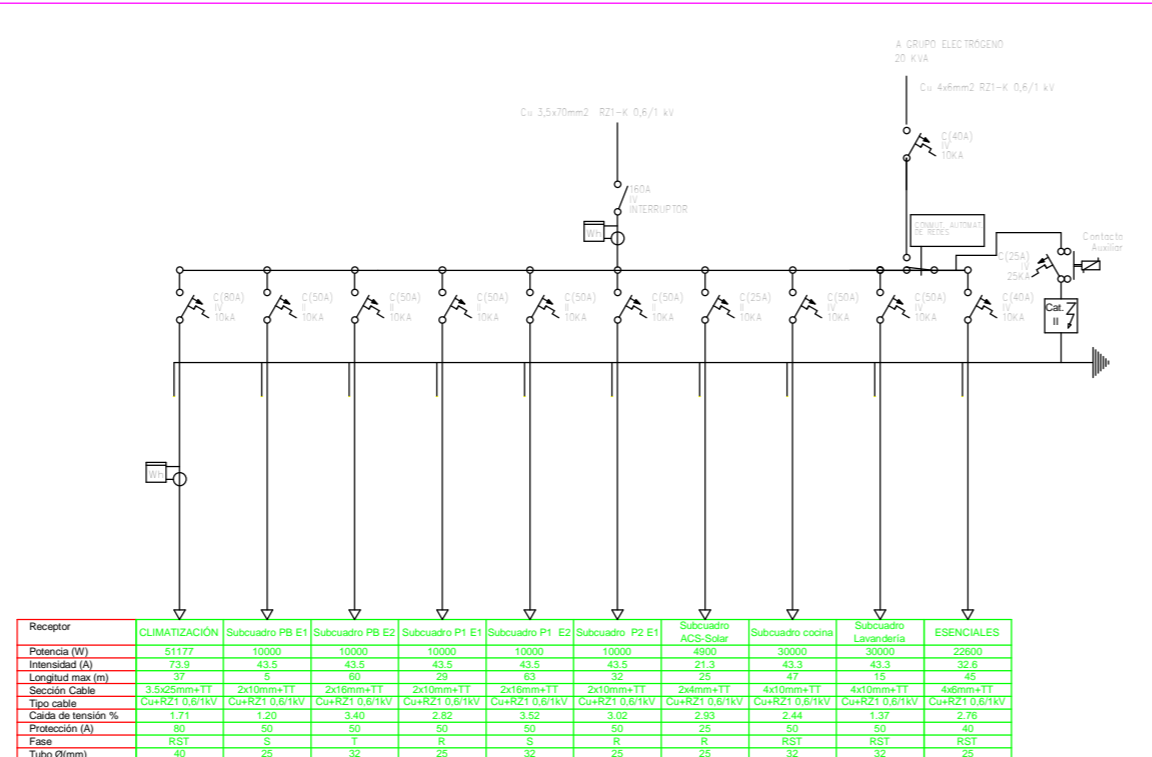 A GRUPO ELECTRÓGENO
20 KVA
Cu 4x6mm2 RZ1-K 0,6/1 kV
Cu 3,5x70mm2 RZ1-K 0,6/1 kV
C(40A)
IV
10KA
160A
IV
INTERRUPTOR
Wh
CONMUT. AUTOMAT.
DE REDES
Contacto
Auxiliar
C(25A)
IV
25KA
Cat.
II
C(80A)
IV
10kA
C(50A)
II
10KA
C(50A)
II
10KA
C(50A)
II
10KA
C(50A)
II
10KA
C(50A)
II
10KA
C(25A)
II
10KA
C(50A)
IV
10KA
C(50A)
IV
10KA
C(40A)
IV
10KA
Wh
Receptor CLIMATIZACIÓN Subcuadro PB E1 Subcuadro PB E2 Subcuadro P1 E1 Subcuadro P1 E2 Subcuadro P2 E1 Subcuadro ACS-Solar Subcuadro cocina Subcuadro Lavandería ESENCIALES
Potencia (W) 51177 10000 10000 10000 10000 10000 4900 30000 30000 22600
Intensidad (A) 73.9 43.5 43.5 43.5 43.5 43.5 21.3 43.3 43.3 32.6
Longitud max (m) 37 5 60 29 63 32 25 47 15 45
Sección Cable 3.5x25mm+TT 2x10mm+TT 2x16mm+TT 2x10mm+TT 2x16mm+TT 2x10mm+TT 2x4mm+TT 4x10mm+TT 4x10mm+TT 4x6mm+TT
Tipo cable Cu+RZ1 0,6/1kV Cu+RZ1 0,6/1kV Cu+RZ1 0,6/1kV Cu+RZ1 0,6/1kV Cu+RZ1 0,6/1kV Cu+RZ1 0,6/1kV Cu+RZ1 0,6/1kV Cu+RZ1 0,6/1kV Cu+RZ1 0,6/1kV Cu+RZ1 0,6/1kV
Caida de tensión % 1.71 1.20 3.40 2.82 3.52 3.02 2.93 2.44 1.37 2.76
Protección (A) 80 50 50 50 50 50 25 50 50 40
Fase RST S T R S R R RST RST RST
Tubo Ø(mm) 40 25 32 25 32 25 25 32 32 25